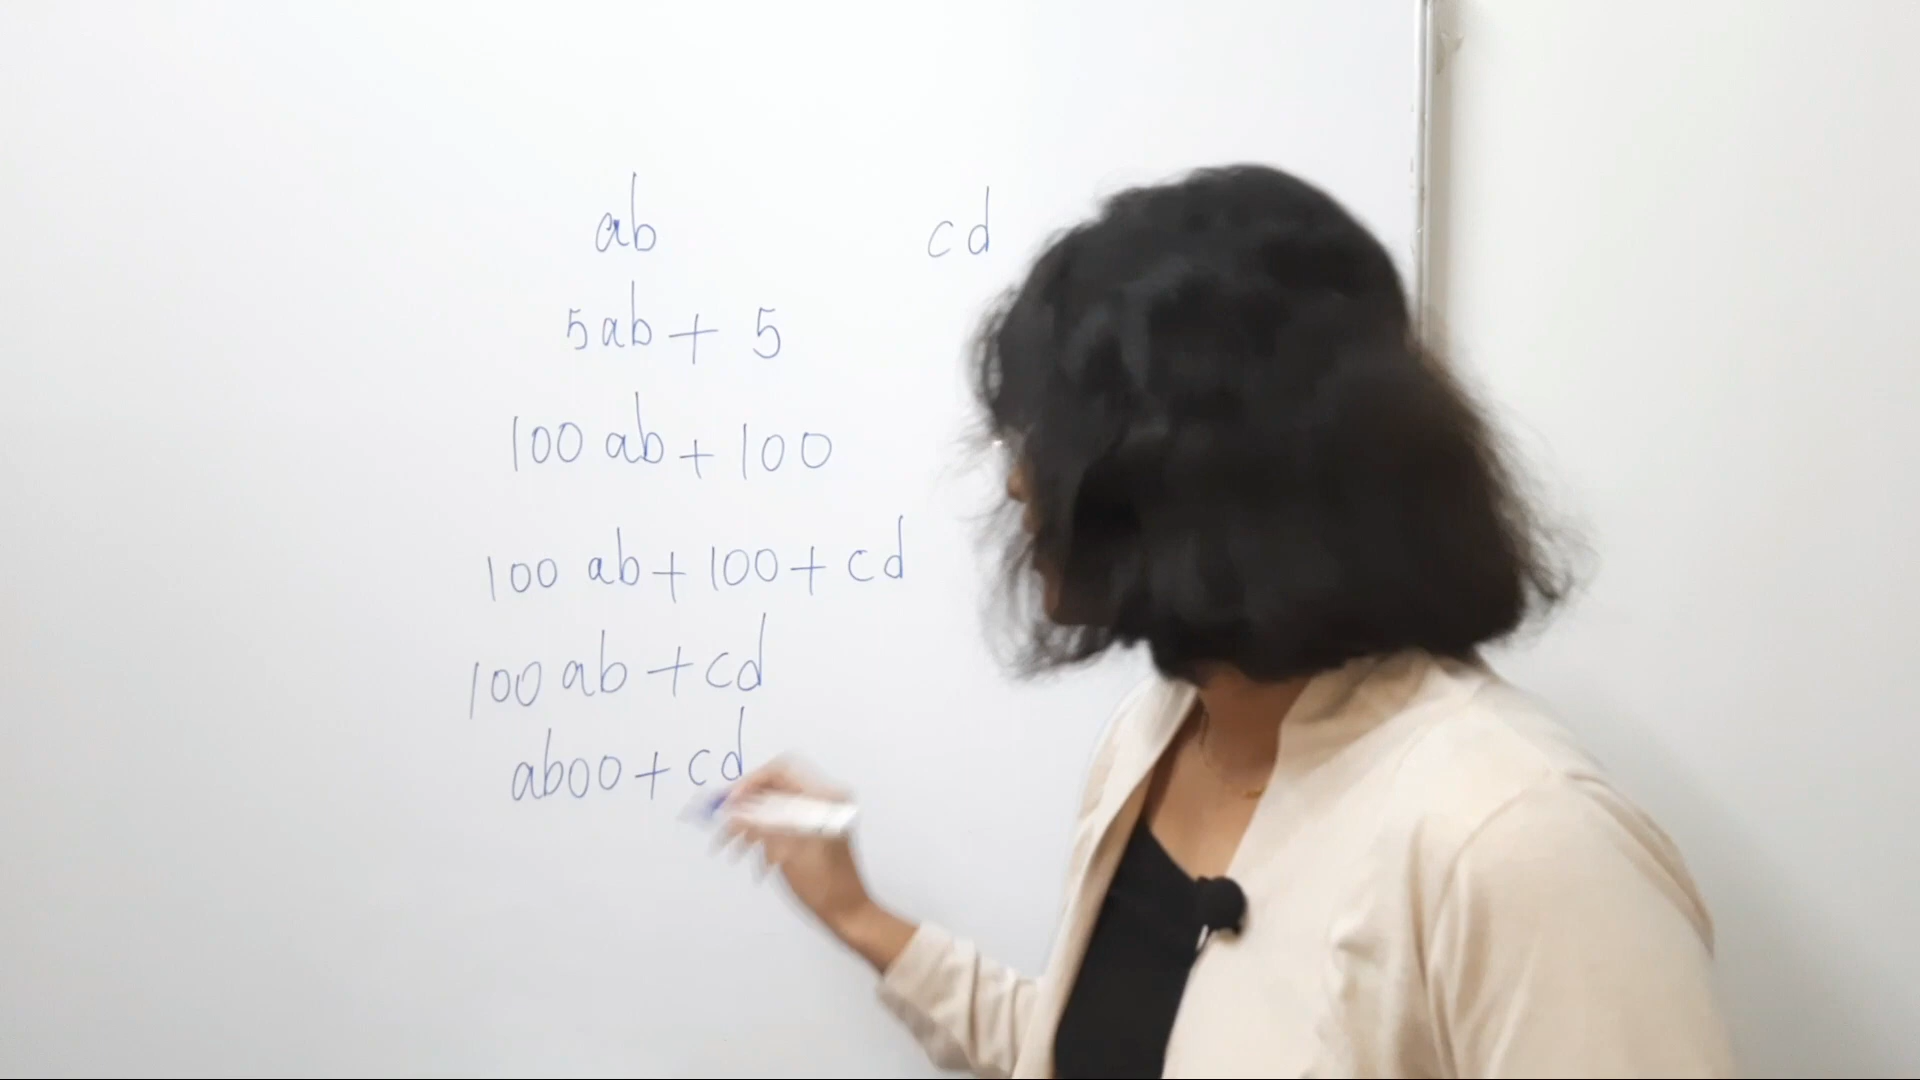 ab cd
5ab + 5
100 ab + 100
100 ab + 100 + cd
100 ab + cd
ab00 + cd